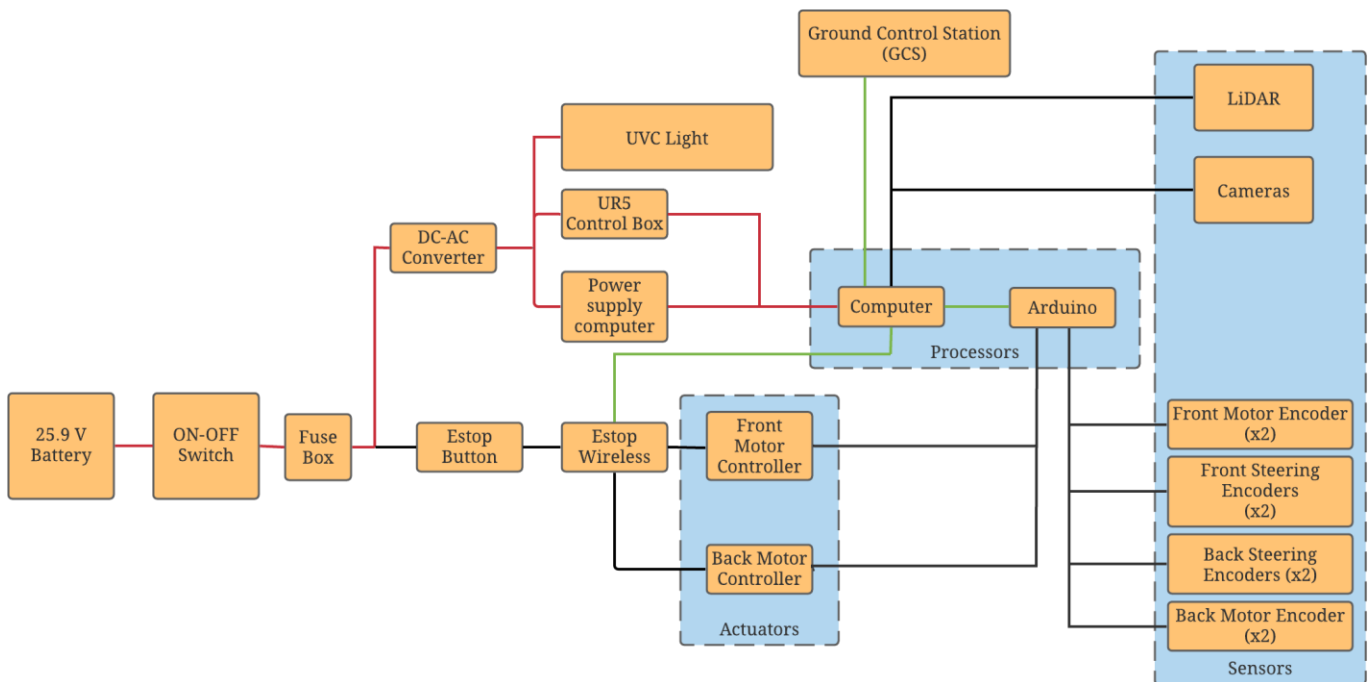 Ground Control Station
(GCS)
LiDAR
UVC Light
Cameras
UR5
Control Box
DC-AC
Converter
Power
supply
computer
Computer
Arduino
Processors
25.9 V
Battery
ON-OFF
Switch
Fuse
Box
Estop
Button
Estop
Wireless
Front
Motor
Controller
Back Motor
Controller
Actuators
Front Motor Encoder
(x2)
Front Steering
Encoders
(x2)
Back Steering
Encoders (x2)
Back Motor Encoder
(x2)
Sensors